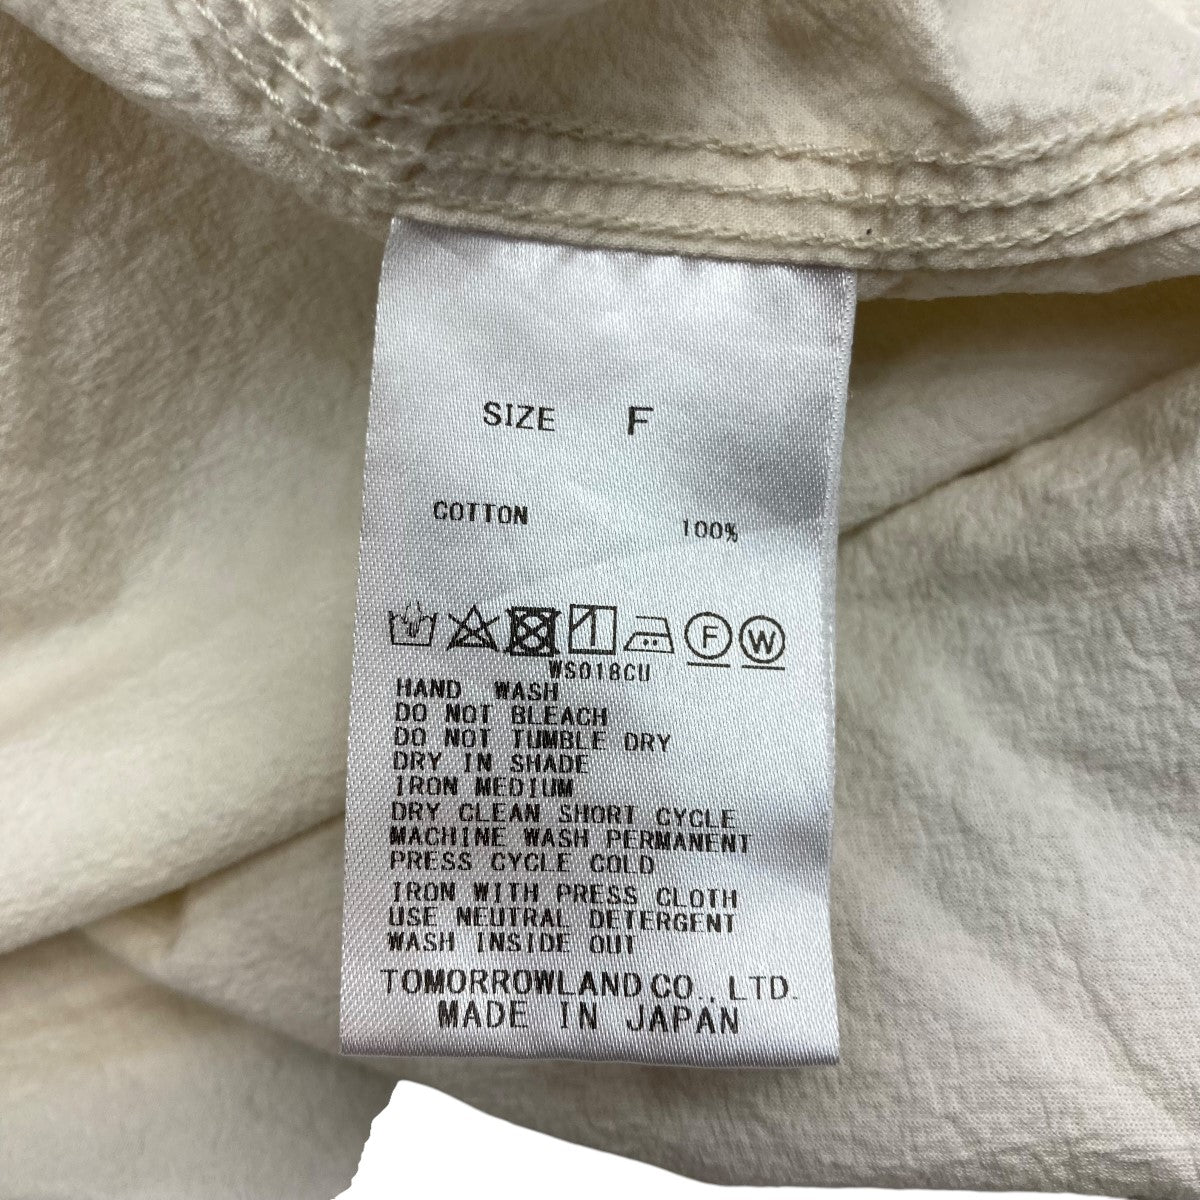 SIZE F
COTTON 100%
F W
WS018CU
HAND WASH
DO NOT BLEACH
DO NOT TUMBLE DRY
DRY IN SHADE
IRON MEDIUM
DRY CLEAN SHORT CYCLE
MACHINE WASH PERMANENT
PRESS CYCLE COLD
IRON WITH PRESS CLOTH
USE NEUTRAL DETERGENT
WASH INSIDE OUT
TOMORROWLAND CO., LTD.
MADE IN JAPAN